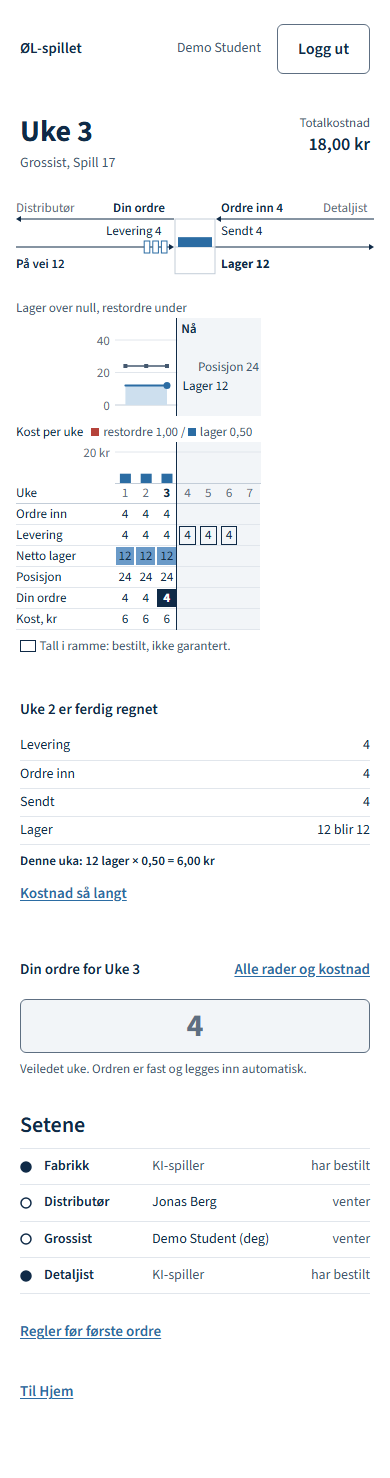 ØL-spillet Demo Student Logg ut
Uke 3 Totalkostnad
18,00 kr
Grossist, Spill 17
Distributør Din ordre Ordre inn 4 Detaljist
Levering 4 Sendt 4
På vei 12 Lager 12
Lager over null, restordre under
Nå
40
Posisjon 24
20
Lager 12
0
Kost per uke restordre 1,00 / lager 0,50
20 kr
Uke 1 2 3 4 5 6 7
Ordre inn 4 4 4
Levering 4 4 4 4 4 4
Netto lager 12 12 12
Posisjon 24 24 24
Din ordre 4 4 4
Kost, kr 6 6 6
Tall i ramme: bestilt, ikke garantert.
Uke 2 er ferdig regnet
Levering 4
Ordre inn 4
Sendt 4
Lager 12 blir 12
Denne uka: 12 lager × 0,50 = 6,00 kr
Kostnad så langt
Din ordre for Uke 3 Alle rader og kostnad
4
Veiledet uke. Ordren er fast og legges inn automatisk.
Setene
Fabrikk KI-spiller har bestilt
Distributør Jonas Berg venter
Grossist Demo Student (deg) venter
Detaljist KI-spiller har bestilt
Regler før første ordre
Til Hjem